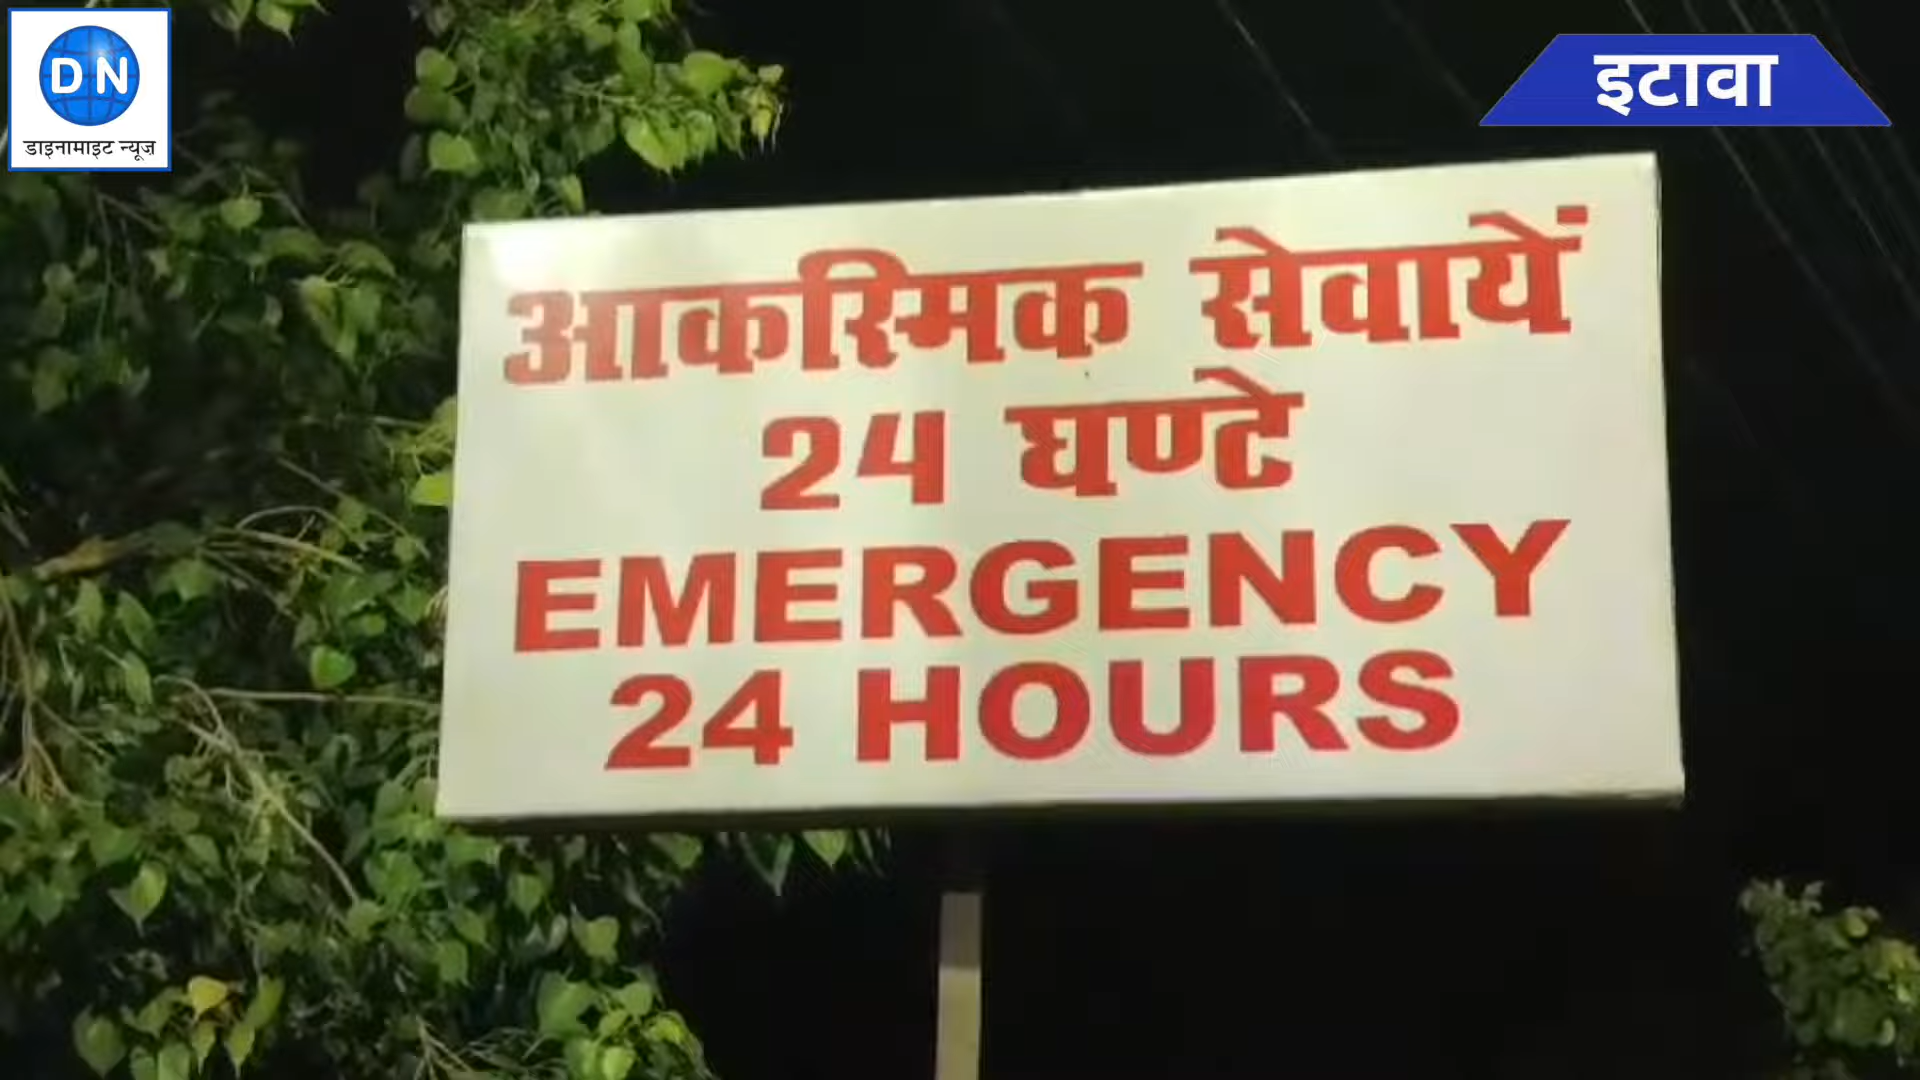 DN
डाइनामाइट न्यूज़
इटावा
आकस्मिक सेवायें
24 घण्टे
EMERGENCY
24 HOURS